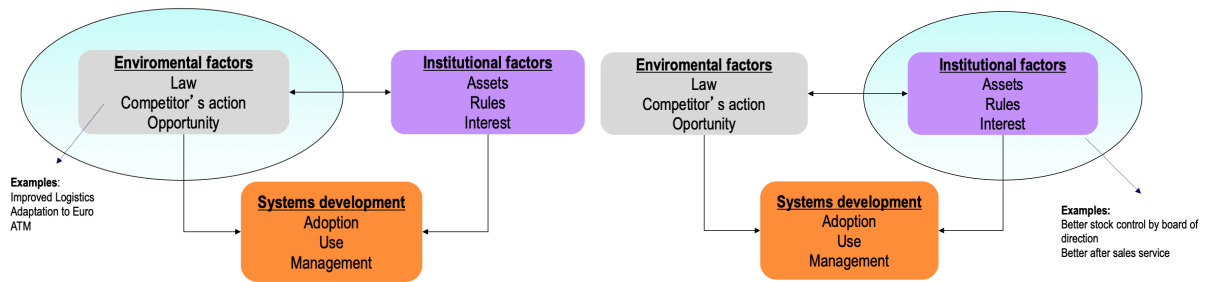 Enviromental factors
Law
Competitor’s action
Opportunity
Institutional factors
Assets
Rules
Interest
Examples:
Improved Logistics
Adaptation to Euro
ATM
Systems development
Adoption
Use
Management
Enviromental factors
Law
Competitor’s action
Opportunity
Institutional factors
Assets
Rules
Interest
Systems development
Adoption
Use
Management
Examples:
Better stock control by board of
direction
Better after sales service